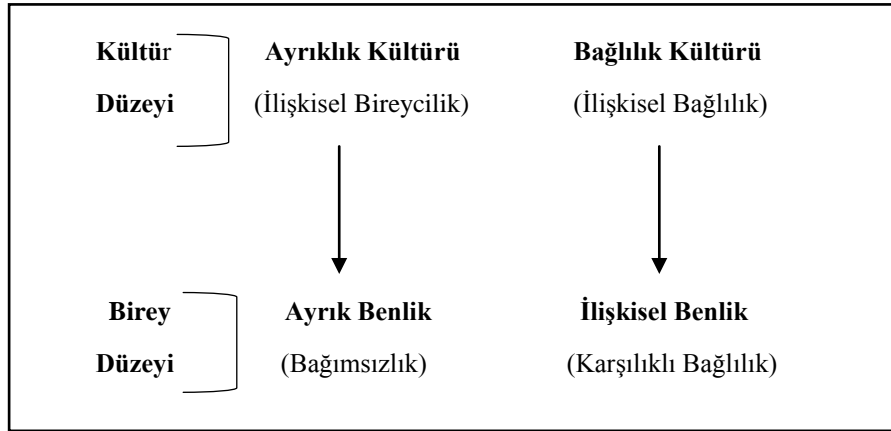 Kültür Ayrıklık Kültürü Bağlılık Kültürü
Düzeyi (İlişkisel Bireycilik) (İlişkisel Bağlılık)
Birey Ayrık Benlik İlişkisel Benlik
Düzeyi (Bağımsızlık) (Karşılıklı Bağlılık)